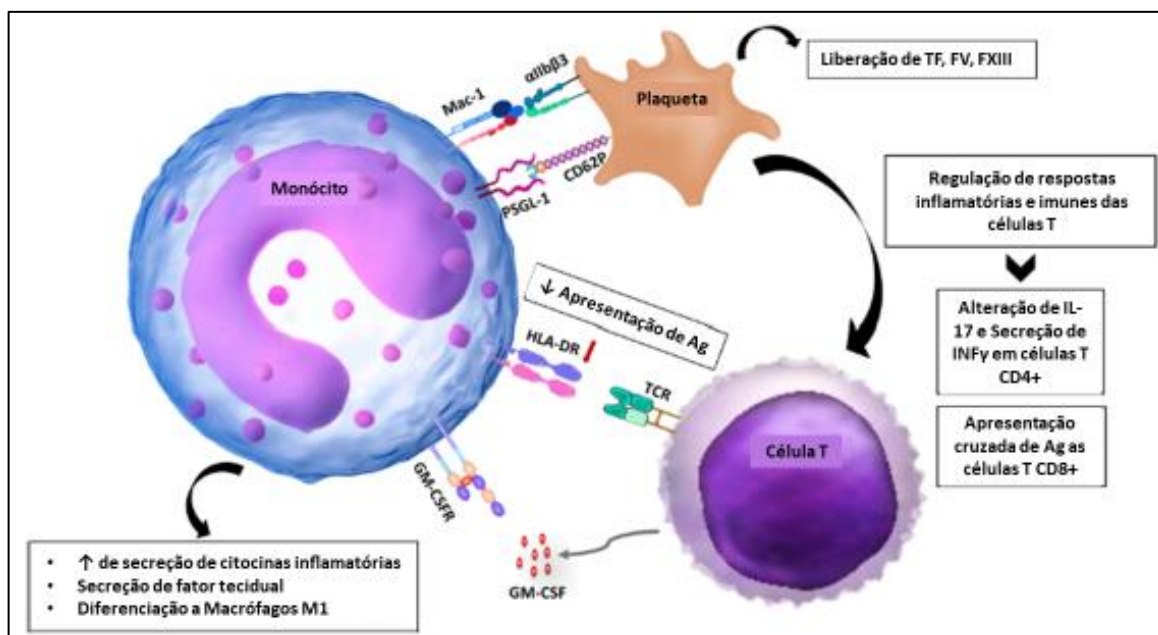 Liberação de TF, FV, FXIII
Mac-1
αIIbβ3
Plaqueta
CD62P
PSGL-1
Monócito
Regulação de respostas
inflamatórias e imunes das
células T
↓ Apresentação de Ag
HLA-DR
TCR
Alteração de IL-
17 e Secreção de
INFγ em células T
CD4+
Célula T
Apresentação
cruzada de Ag as
células T CD8+
GM-CSFR
GM-CSF
• ↑ de secreção de citocinas inflamatórias
• Secreção de fator tecidual
• Diferenciação a Macrófagos M1